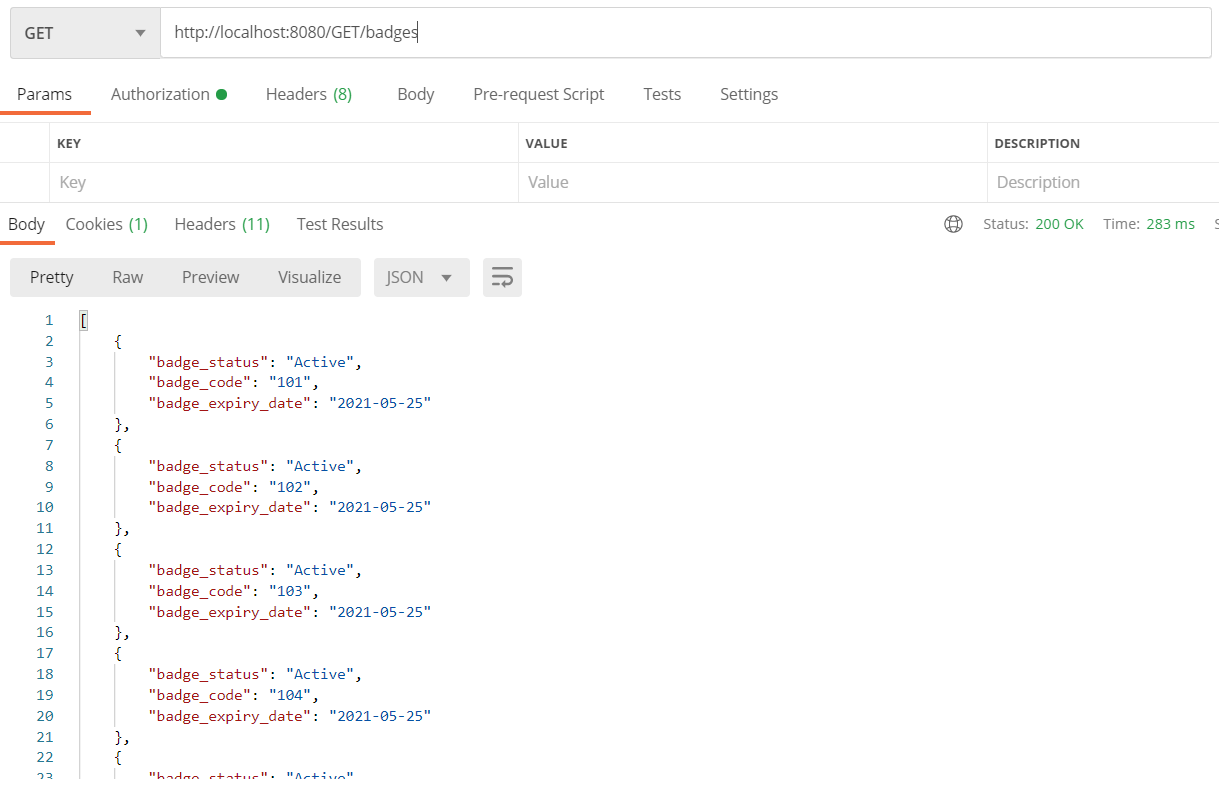 GET http://localhost:8080/GET/badges
Params Authorization Headers (8) Body Pre-request Script Tests Settings
KEY VALUE DESCRIPTION
Key Value Description
Body Cookies (1) Headers (11) Test Results Status: 200 OK Time: 283 ms S
Pretty Raw Preview Visualize JSON
1 [
2 {
3 "badge_status": "Active",
4 "badge_code": "101",
5 "badge_expiry_date": "2021-05-25"
6 },
7 {
8 "badge_status": "Active",
9 "badge_code": "102",
10 "badge_expiry_date": "2021-05-25"
11 },
12 {
13 "badge_status": "Active",
14 "badge_code": "103",
15 "badge_expiry_date": "2021-05-25"
16 },
17 {
18 "badge_status": "Active",
19 "badge_code": "104",
20 "badge_expiry_date": "2021-05-25"
21 },
22 {
23 "badge_status": "Active"